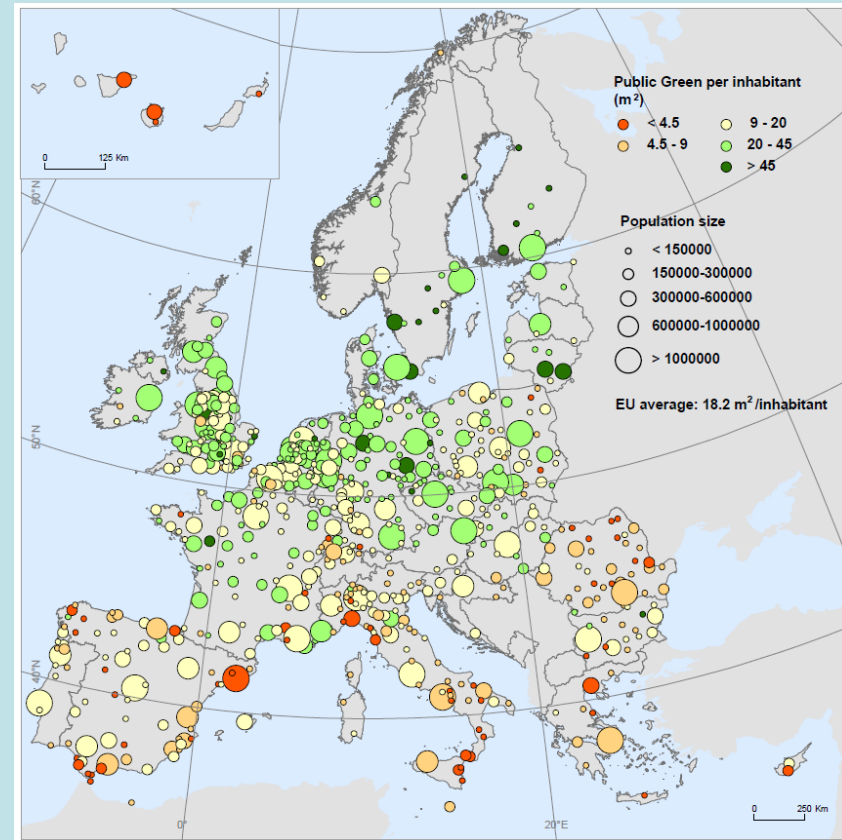 Public Green per inhabitant
(m²)
< 4.5
9 - 20
4.5 - 9
20 - 45
> 45
Population size
< 150000
150000-300000
300000-600000
600000-1000000
> 1000000
EU average: 18.2 m²/inhabitant
0 125 Km
60°N
50°N
40°N
0°
20°E
0 250 Km